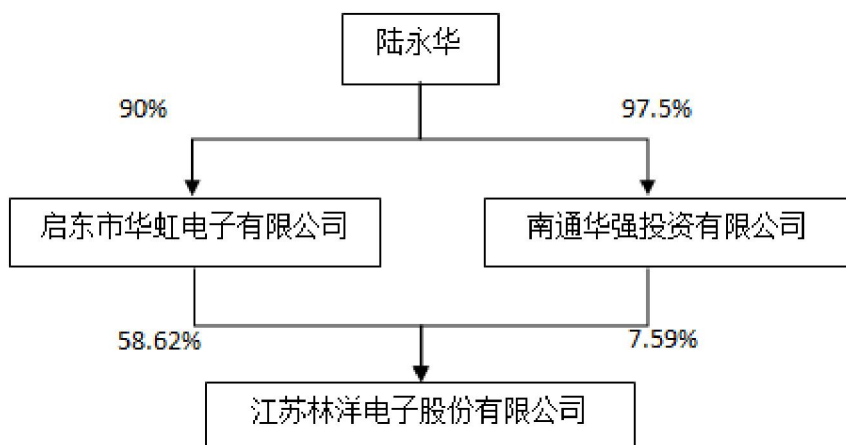 陆永华
90%
97.5%
启东市华虹电子有限公司
南通华强投资有限公司
58.62%
7.59%
江苏林洋电子股份有限公司